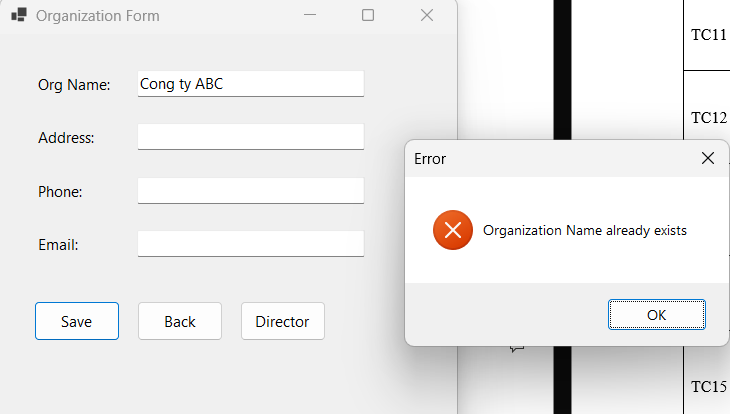 Organization Form
Org Name: Cong ty ABC
Address:
Phone:
Email:
Save Back Director
Error
Organization Name already exists
OK
TC11
TC12
TC15